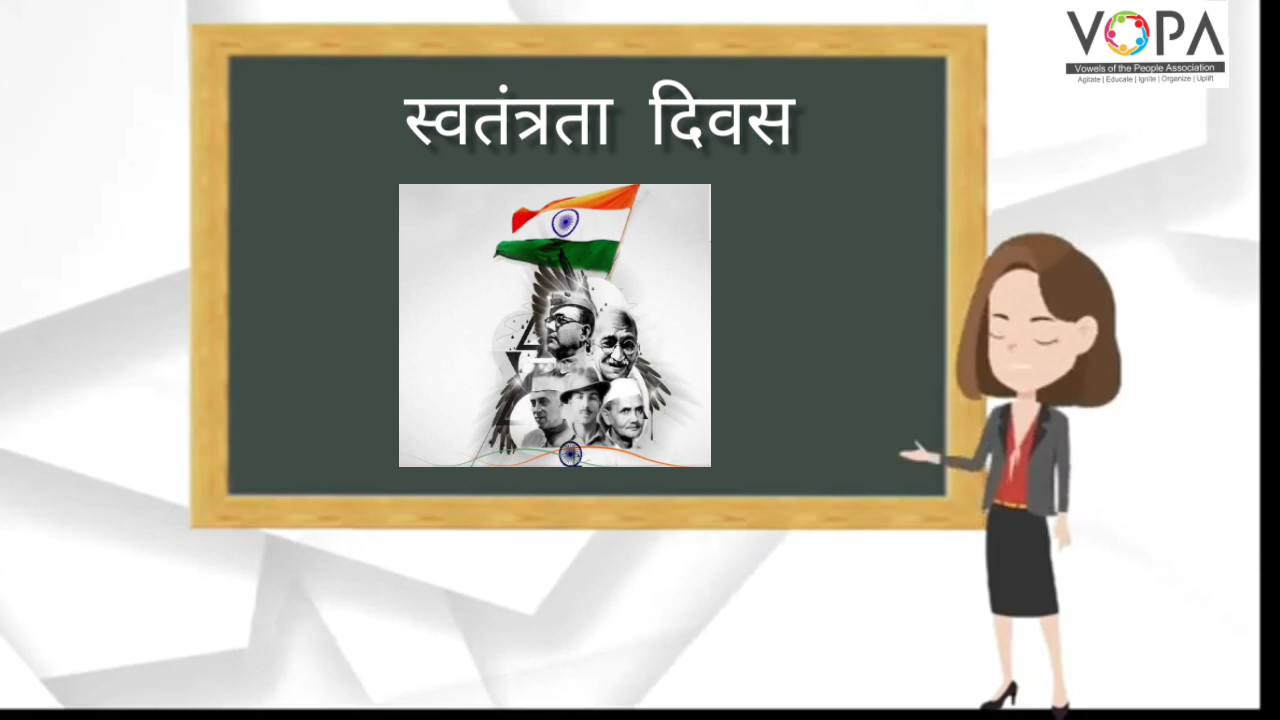 VOPA
Vowels of the People Association
Agitate | Educate | Ignite | Organize | Uplift
स्वतंत्रता दिवस